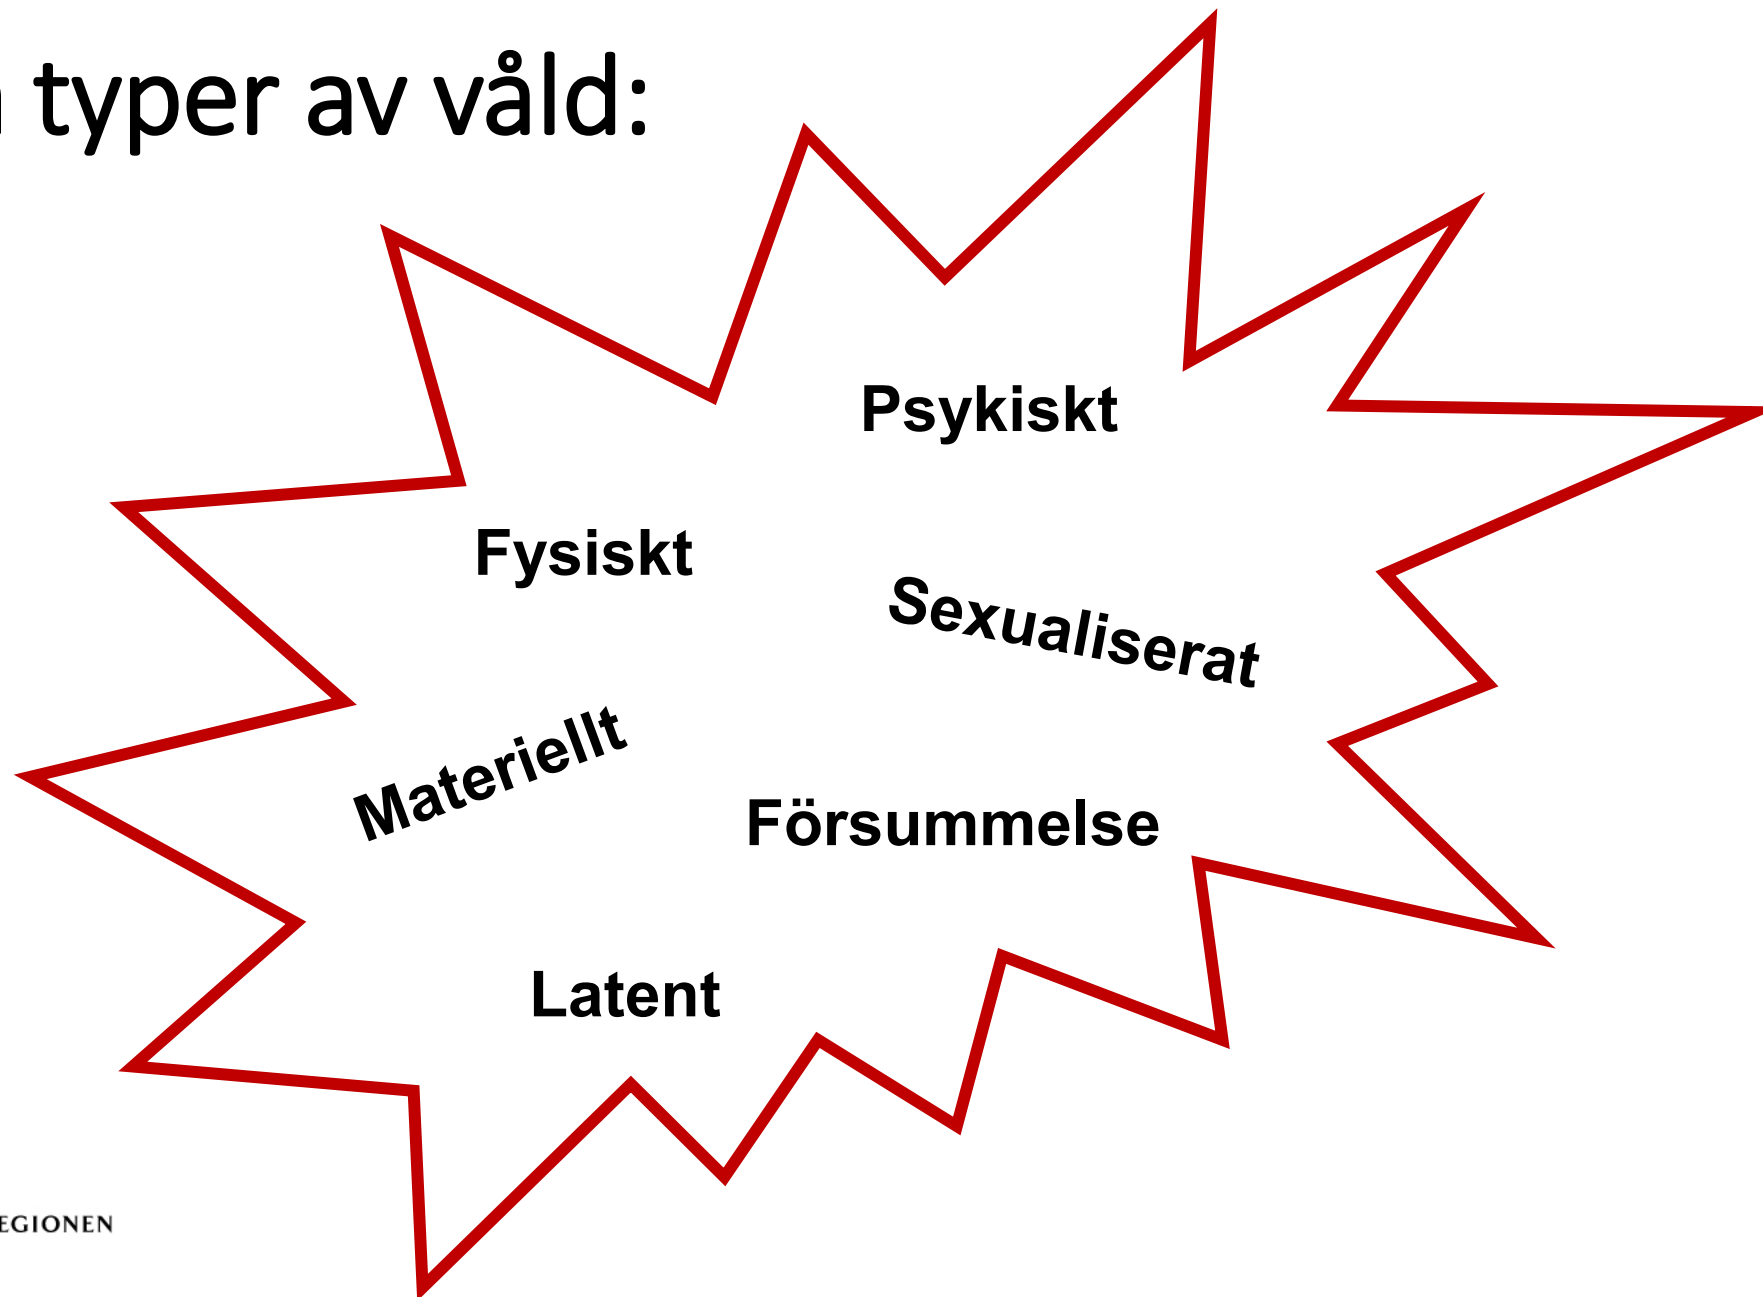 typer av våld:
Psykiskt
Fysiskt
Sexualiserat
Materiellt
Försummelse
Latent
EGIONEN